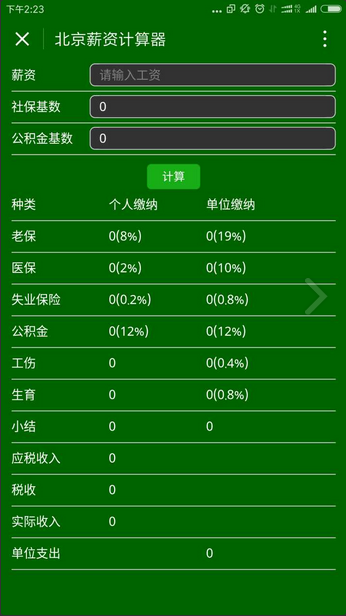 下午2:23
北京薪资计算器
薪资 请输入工资
社保基数 0
公积金基数 0
计算
种类 个人缴纳 单位缴纳
老保 0(8%) 0(19%)
医保 0(2%) 0(10%)
失业保险 0(0.2%) 0(0.8%)
公积金 0(12%) 0(12%)
工伤 0 0(0.4%)
生育 0 0(0.8%)
小结 0 0
应税收入 0
税收 0
实际收入 0
单位支出 0